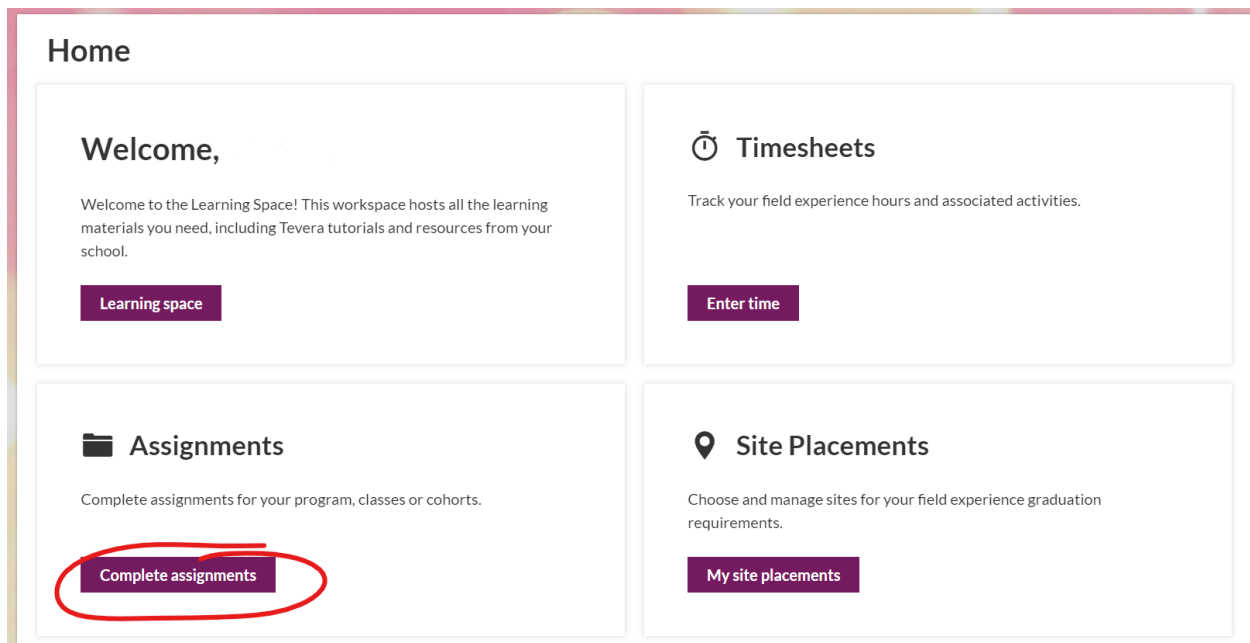 Home
Welcome,
Welcome to the Learning Space! This workspace hosts all the learning
materials you need, including Tevera tutorials and resources from your
school.
Learning space
Timesheets
Track your field experience hours and associated activities.
Enter time
Assignments
Complete assignments for your program, classes or cohorts.
Complete assignments
Site Placements
Choose and manage sites for your field experience graduation
requirements.
My site placements